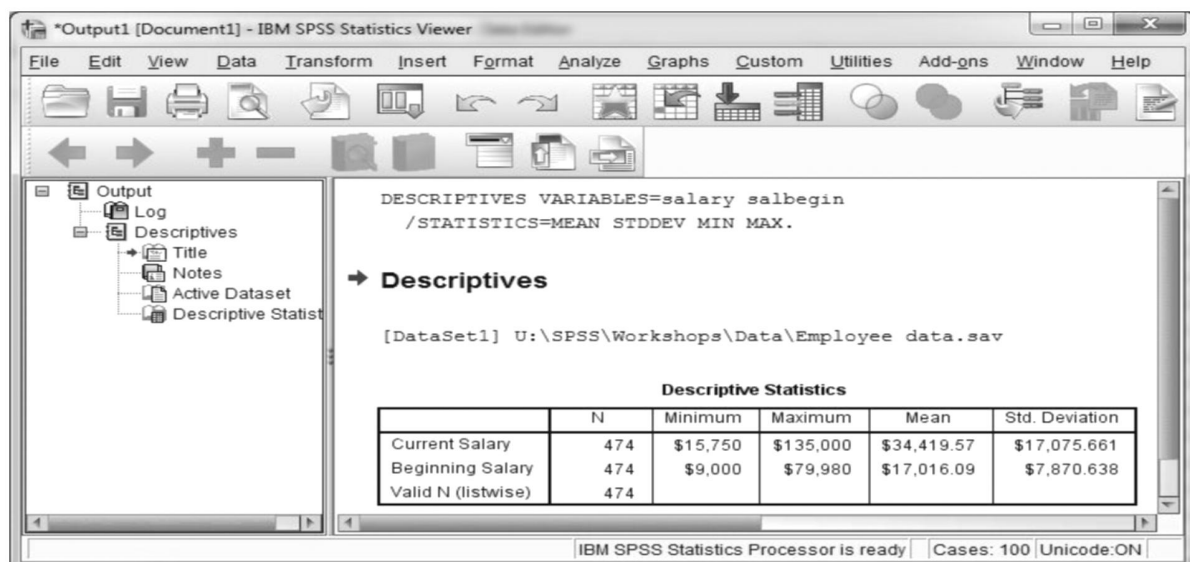 *Output1 [Document1] - IBM SPSS Statistics Viewer
File Edit View Data Transform Insert Format Analyze Graphs Custom Utilities Add-ons Window Help
Output
Log
Descriptives
Title
Notes
Active Dataset
Descriptive Statist
DESCRIPTIVES VARIABLES=salary salbegin
/STATISTICS=MEAN STDDEV MIN MAX.
Descriptives
[DataSet1] U:\SPSS\Workshops\Data\Employee data.sav
Descriptive Statistics
N Minimum Maximum Mean Std. Deviation
Current Salary 474 $15,750 $135,000 $34,419.57 $17,075.661
Beginning Salary 474 $9,000 $79,980 $17,016.09 $7,870.638
Valid N (listwise) 474
IBM SPSS Statistics Processor is ready Cases: 100 Unicode:ON